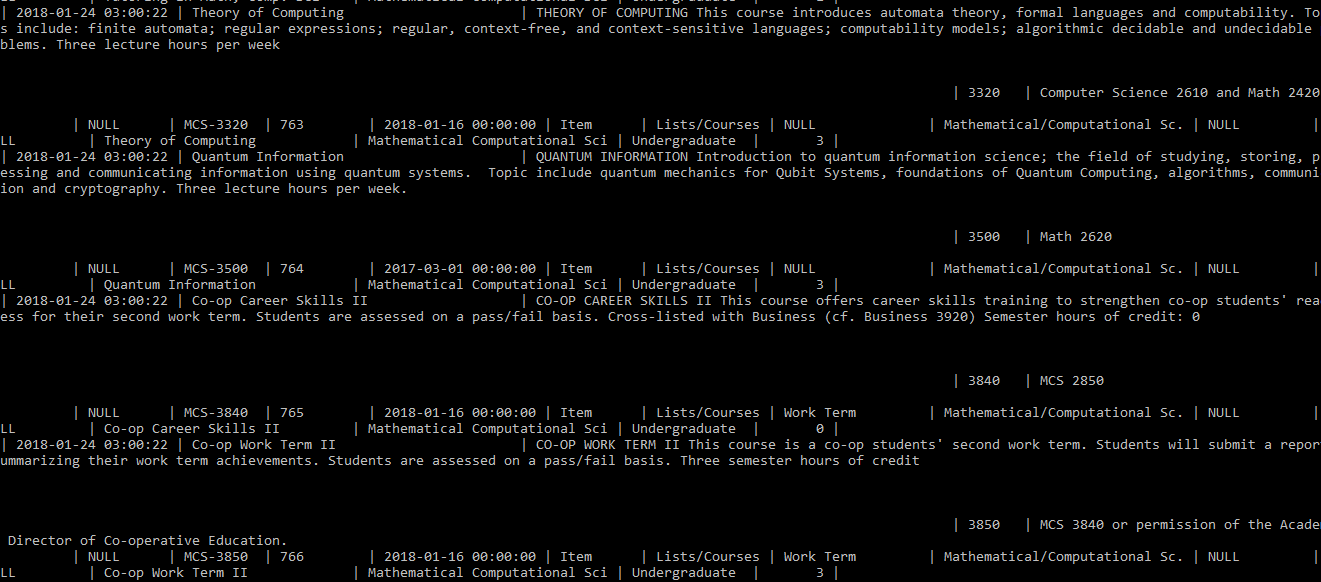 | 2018-01-24 03:00:22 | Theory of Computing | THEORY OF COMPUTING This course introduces automata theory, formal languages and computability. To
s include: finite automata; regular expressions; regular, context-free, and context-sensitive languages; computability models; algorithmic decidable and undecidable
blems. Three lecture hours per week
| 3320 | Computer Science 2610 and Math 2420
| NULL | MCS-3320 | 763 | 2018-01-16 00:00:00 | Item | Lists/Courses | NULL | Mathematical/Computational Sc. | NULL |
LL | Theory of Computing | Mathematical Computational Sci | Undergraduate | 3 |
| 2018-01-24 03:00:22 | Quantum Information | QUANTUM INFORMATION Introduction to quantum information science; the field of studying, storing, p
essing and communicating information using quantum systems. Topic include quantum mechanics for Qubit Systems, foundations of Quantum Computing, algorithms, communi
ion and cryptography. Three lecture hours per week.
| 3500 | Math 2620
| NULL | MCS-3500 | 764 | 2017-03-01 00:00:00 | Item | Lists/Courses | NULL | Mathematical/Computational Sc. | NULL |
LL | Quantum Information | Mathematical Computational Sci | Undergraduate | 3 |
| 2018-01-24 03:00:22 | Co-op Career Skills II | CO-OP CAREER SKILLS II This course offers career skills training to strengthen co-op students' rea
ess for their second work term. Students are assessed on a pass/fail basis. Cross-listed with Business (cf. Business 3920) Semester hours of credit: 0
| 3840 | MCS 2850
| NULL | MCS-3840 | 765 | 2018-01-16 00:00:00 | Item | Lists/Courses | Work Term | Mathematical/Computational Sc. | NULL |
LL | Co-op Career Skills II | Mathematical Computational Sci | Undergraduate | 0 |
| 2018-01-24 03:00:22 | Co-op Work Term II | CO-OP WORK TERM II This course is a co-op students' second work term. Students will submit a repor
ummarizing their work term achievements. Students are assessed on a pass/fail basis. Three semester hours of credit
| 3850 | MCS 3840 or permission of the Acade
Director of Co-operative Education.
| NULL | MCS-3850 | 766 | 2018-01-16 00:00:00 | Item | Lists/Courses | Work Term | Mathematical/Computational Sc. | NULL |
LL | Co-op Work Term II | Mathematical Computational Sci | Undergraduate | 3 |